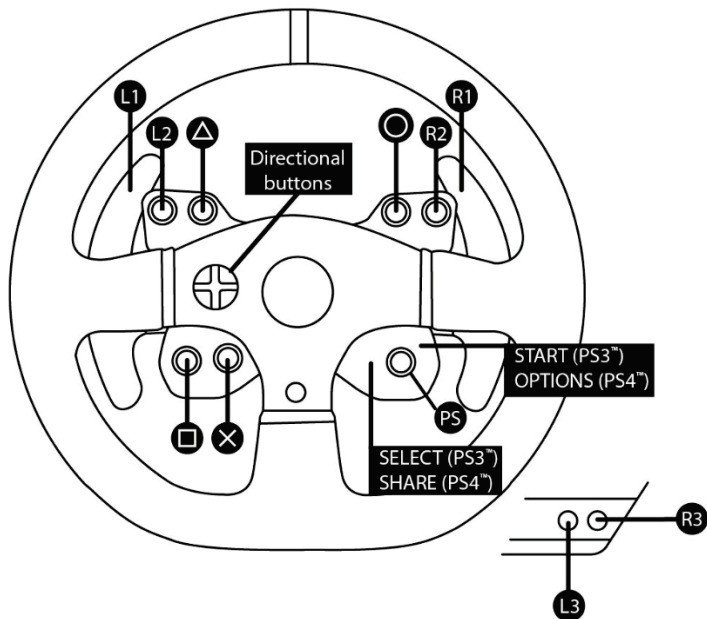 L1
R1
L2
R2
Directional
buttons
START (PS3™)
OPTIONS (PS4™)
PS
SELECT (PS3™)
SHARE (PS4™)
R3
L3